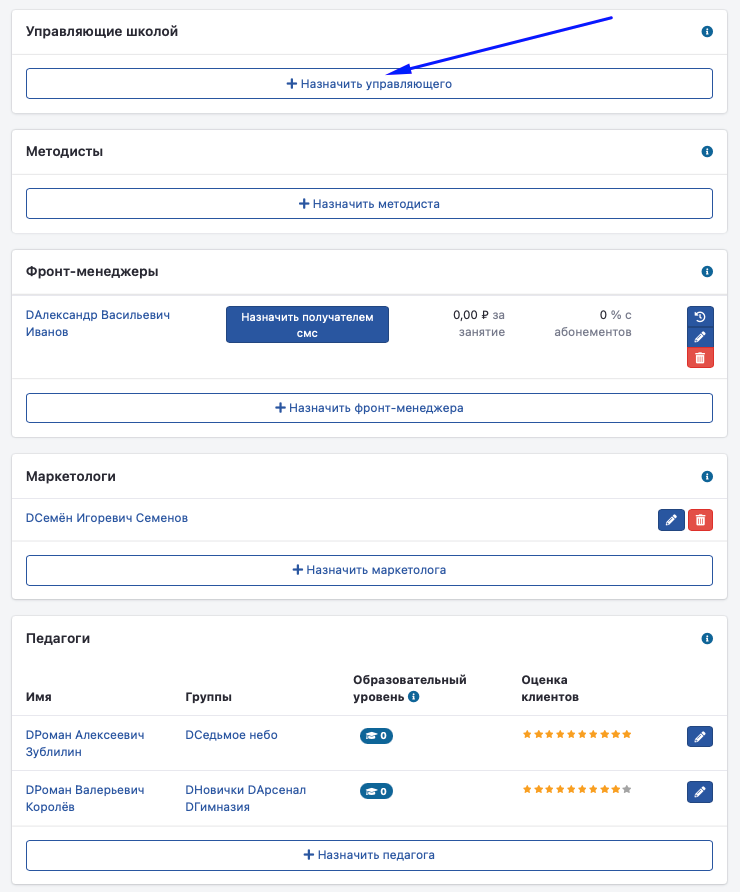 Управляющие школой
Назначить управляющего
Методисты
Назначить методиста
Фронт-менеджеры
DАлександр Васильевич
Иванов
Назначить получателем
смс
0,00 ₽ за
занятие
0 % с
абонементов
Назначить фронт-менеджера
Маркетологи
DСемён Игоревич Семенов
Назначить маркетолога
Педагоги
Имя
Группы
Образовательный
уровень
Оценка
клиентов
DРоман Алексеевич
Зублилин
DСедьмое небо
0
DРоман Валерьевич
Королёв
DНовички DАрсенал
DГимназия
0
Назначить педагога